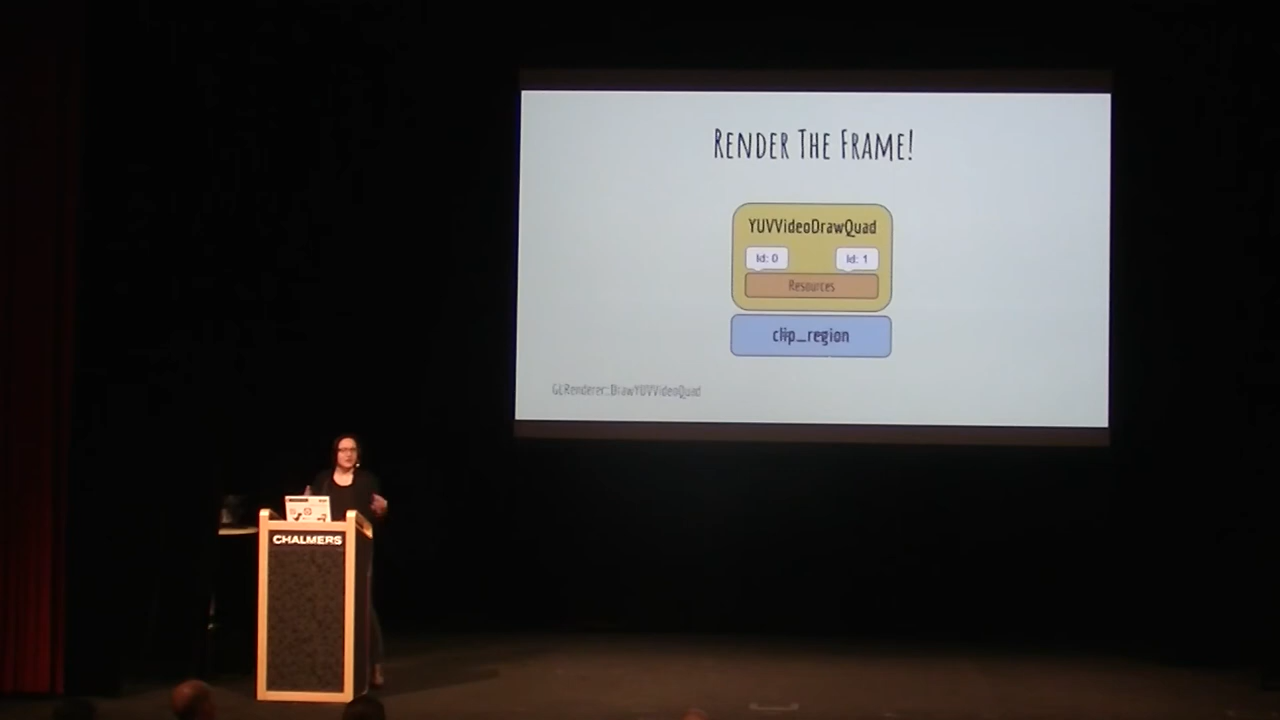 RENDER THE FRAME!
YUVVideoDrawQuad
Id: 0
Id: 1
Resources
clip_region
GLRenderer::DrawYUVVideoQuad
CHALMERS